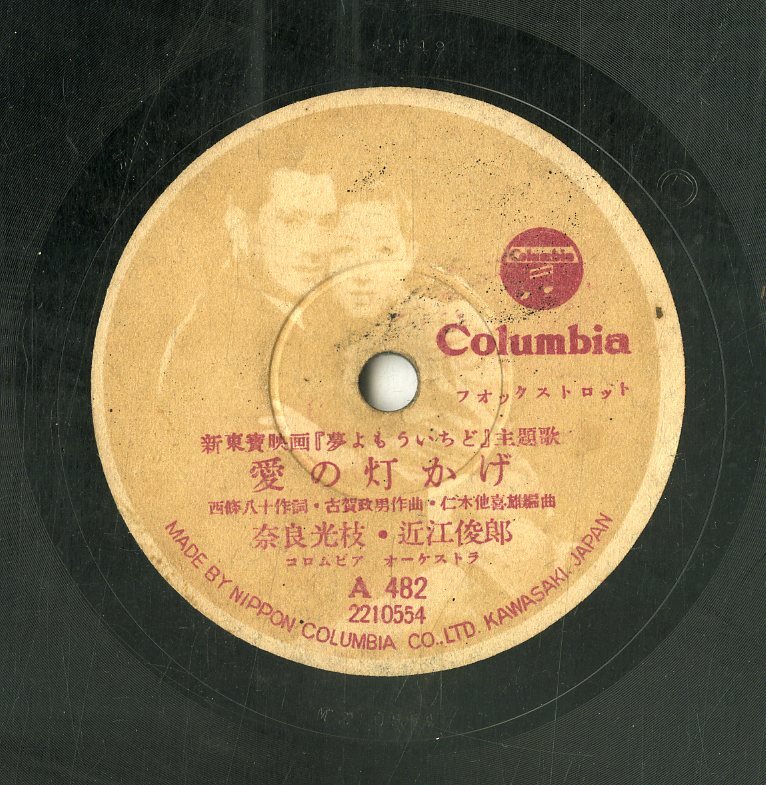 Columbia
Columbia
フオックストロット
新東寶映画『夢よもういちど』主題歌
愛の灯かげ
西條八十作詞・古賀政男作曲・仁木他喜雄編曲
奈良光枝・近江俊郎
コロムビア オーケストラ
A 482
2210554
MADE BY NIPPON COLUMBIA CO., LTD. KAWASAKI, JAPAN